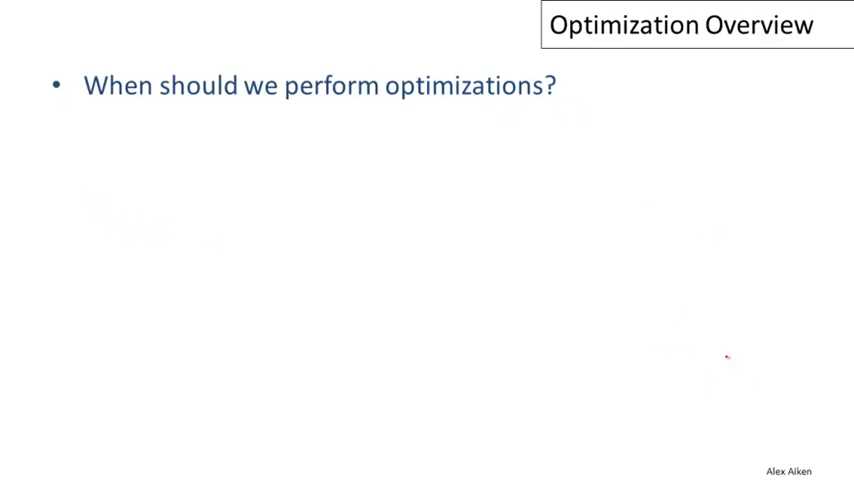 Optimization Overview
• When should we perform optimizations?
Alex Aiken